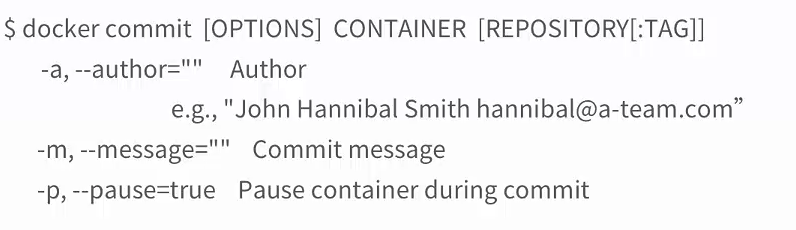 $ docker commit [OPTIONS] CONTAINER [REPOSITORY[:TAG]]
-a, --author="" Author
e.g., "John Hannibal Smith hannibal@a-team.com”
-m, --message="" Commit message
-p, --pause=true Pause container during commit